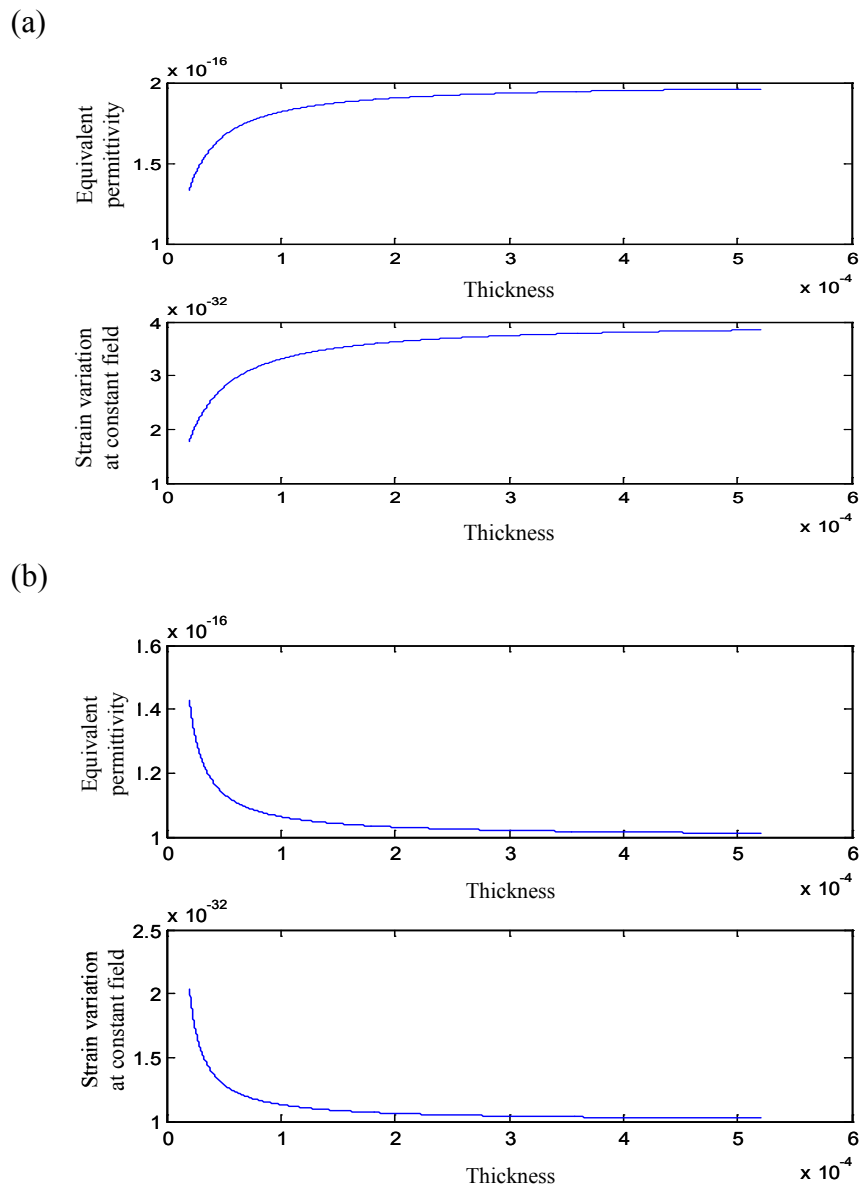 (a)
x 10-16
Equivalent
permittivity
2
1.5
1
0 1 2 3 4 5 6
Thickness
x 10-4
x 10-32
Strain variation
at constant field
4
3
2
1
0 1 2 3 4 5 6
Thickness
x 10-4
(b)
x 10-16
Equivalent
permittivity
1.6
1.4
1.2
1
0 1 2 3 4 5 6
Thickness
x 10-4
x 10-32
Strain variation
at constant field
2.5
2
1.5
1
0 1 2 3 4 5 6
Thickness
x 10-4